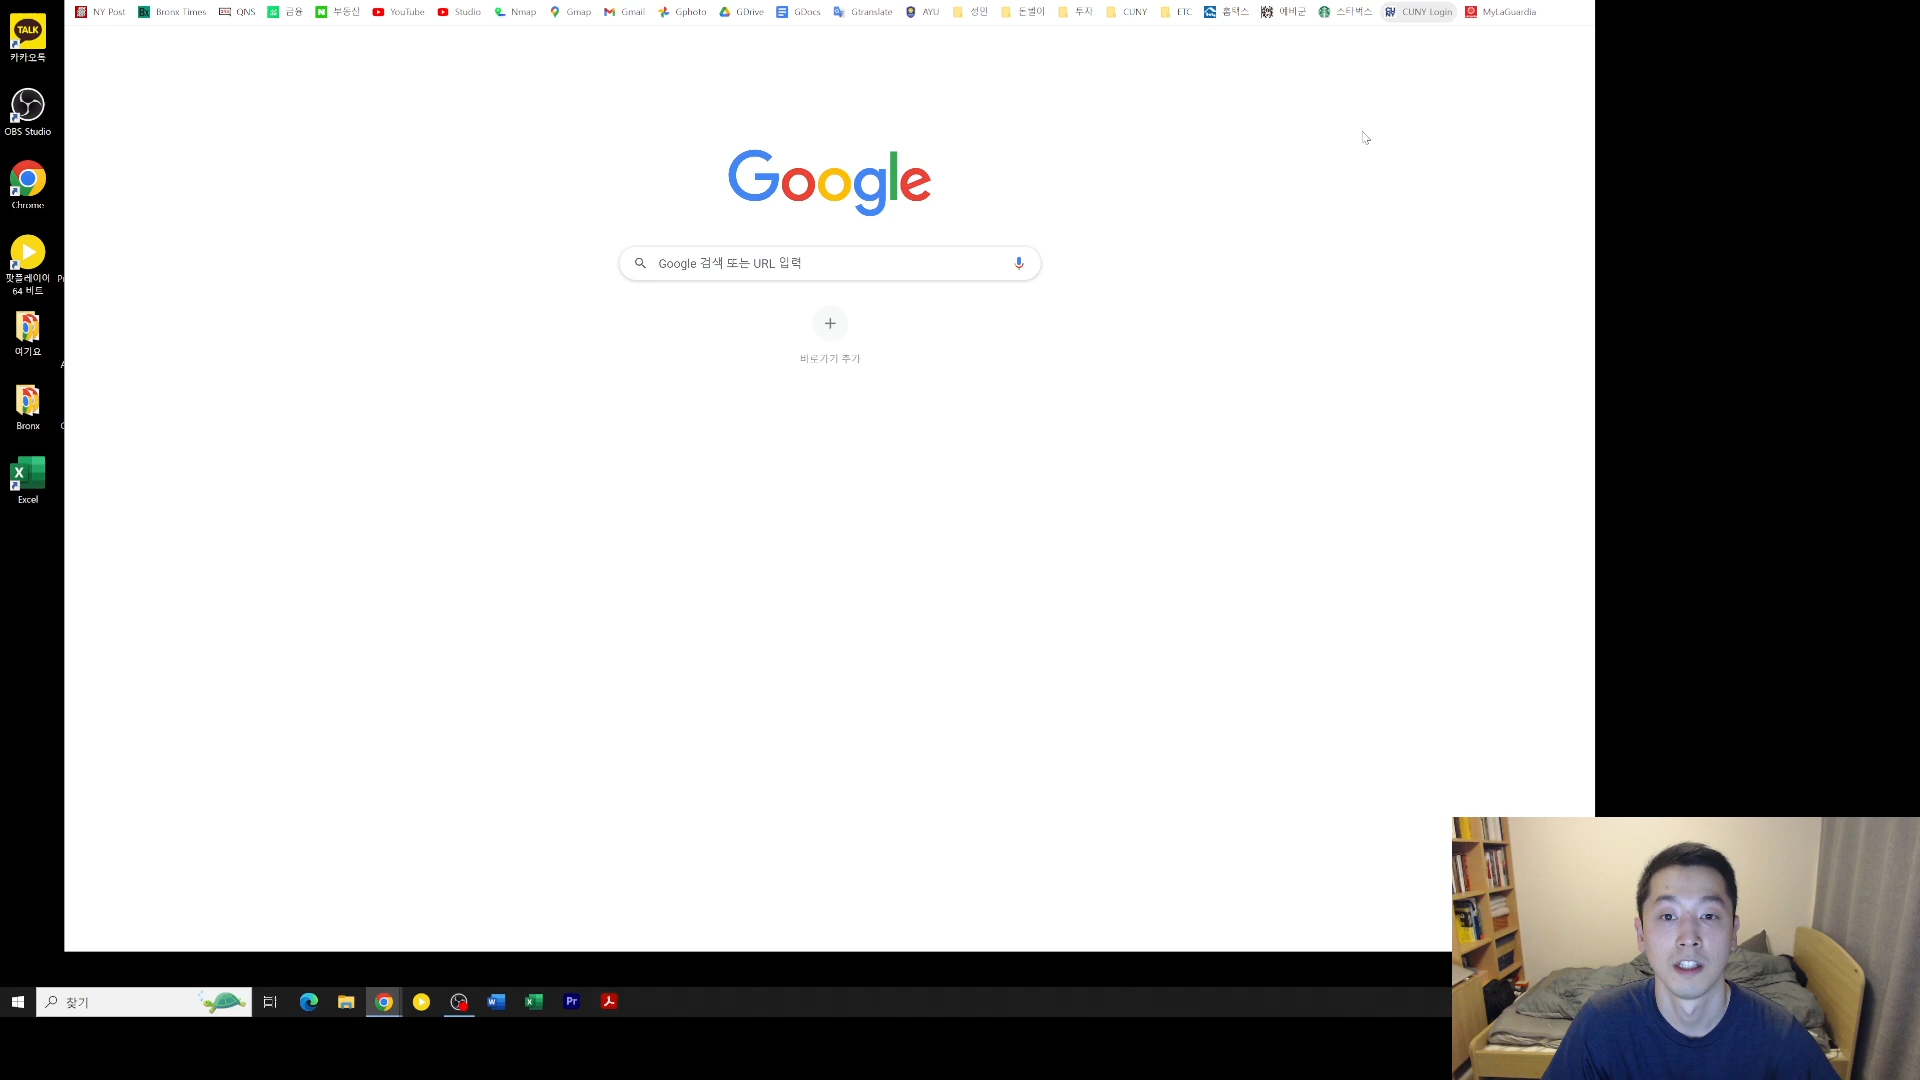 NY Post Bronx Times QNS 금융 부동산 YouTube Studio Nmap Gmap Gmail Gphoto GDrive GDocs Gtranslate AYU 성민 돈벌이 투자 CUNY ETC 홈택스 예비군 스타벅스 CUNY Login MyLaGuardia
TALK
카카오톡
OBS Studio
Chrome
팟플레이어
64 비트
여기요
Bronx
Excel
Google
Google 검색 또는 URL 입력
바로가기 추가
찾기